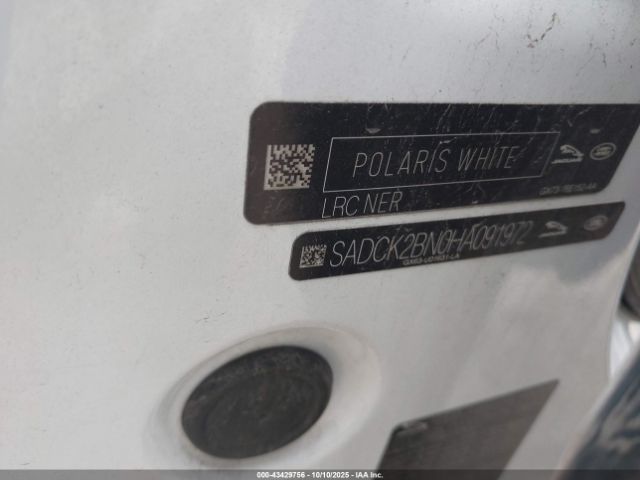 POLARIS WHITE
LRC NER
SADCK2BN0HA091972
000-43429756 - 10/10/2025 - IAA Inc.